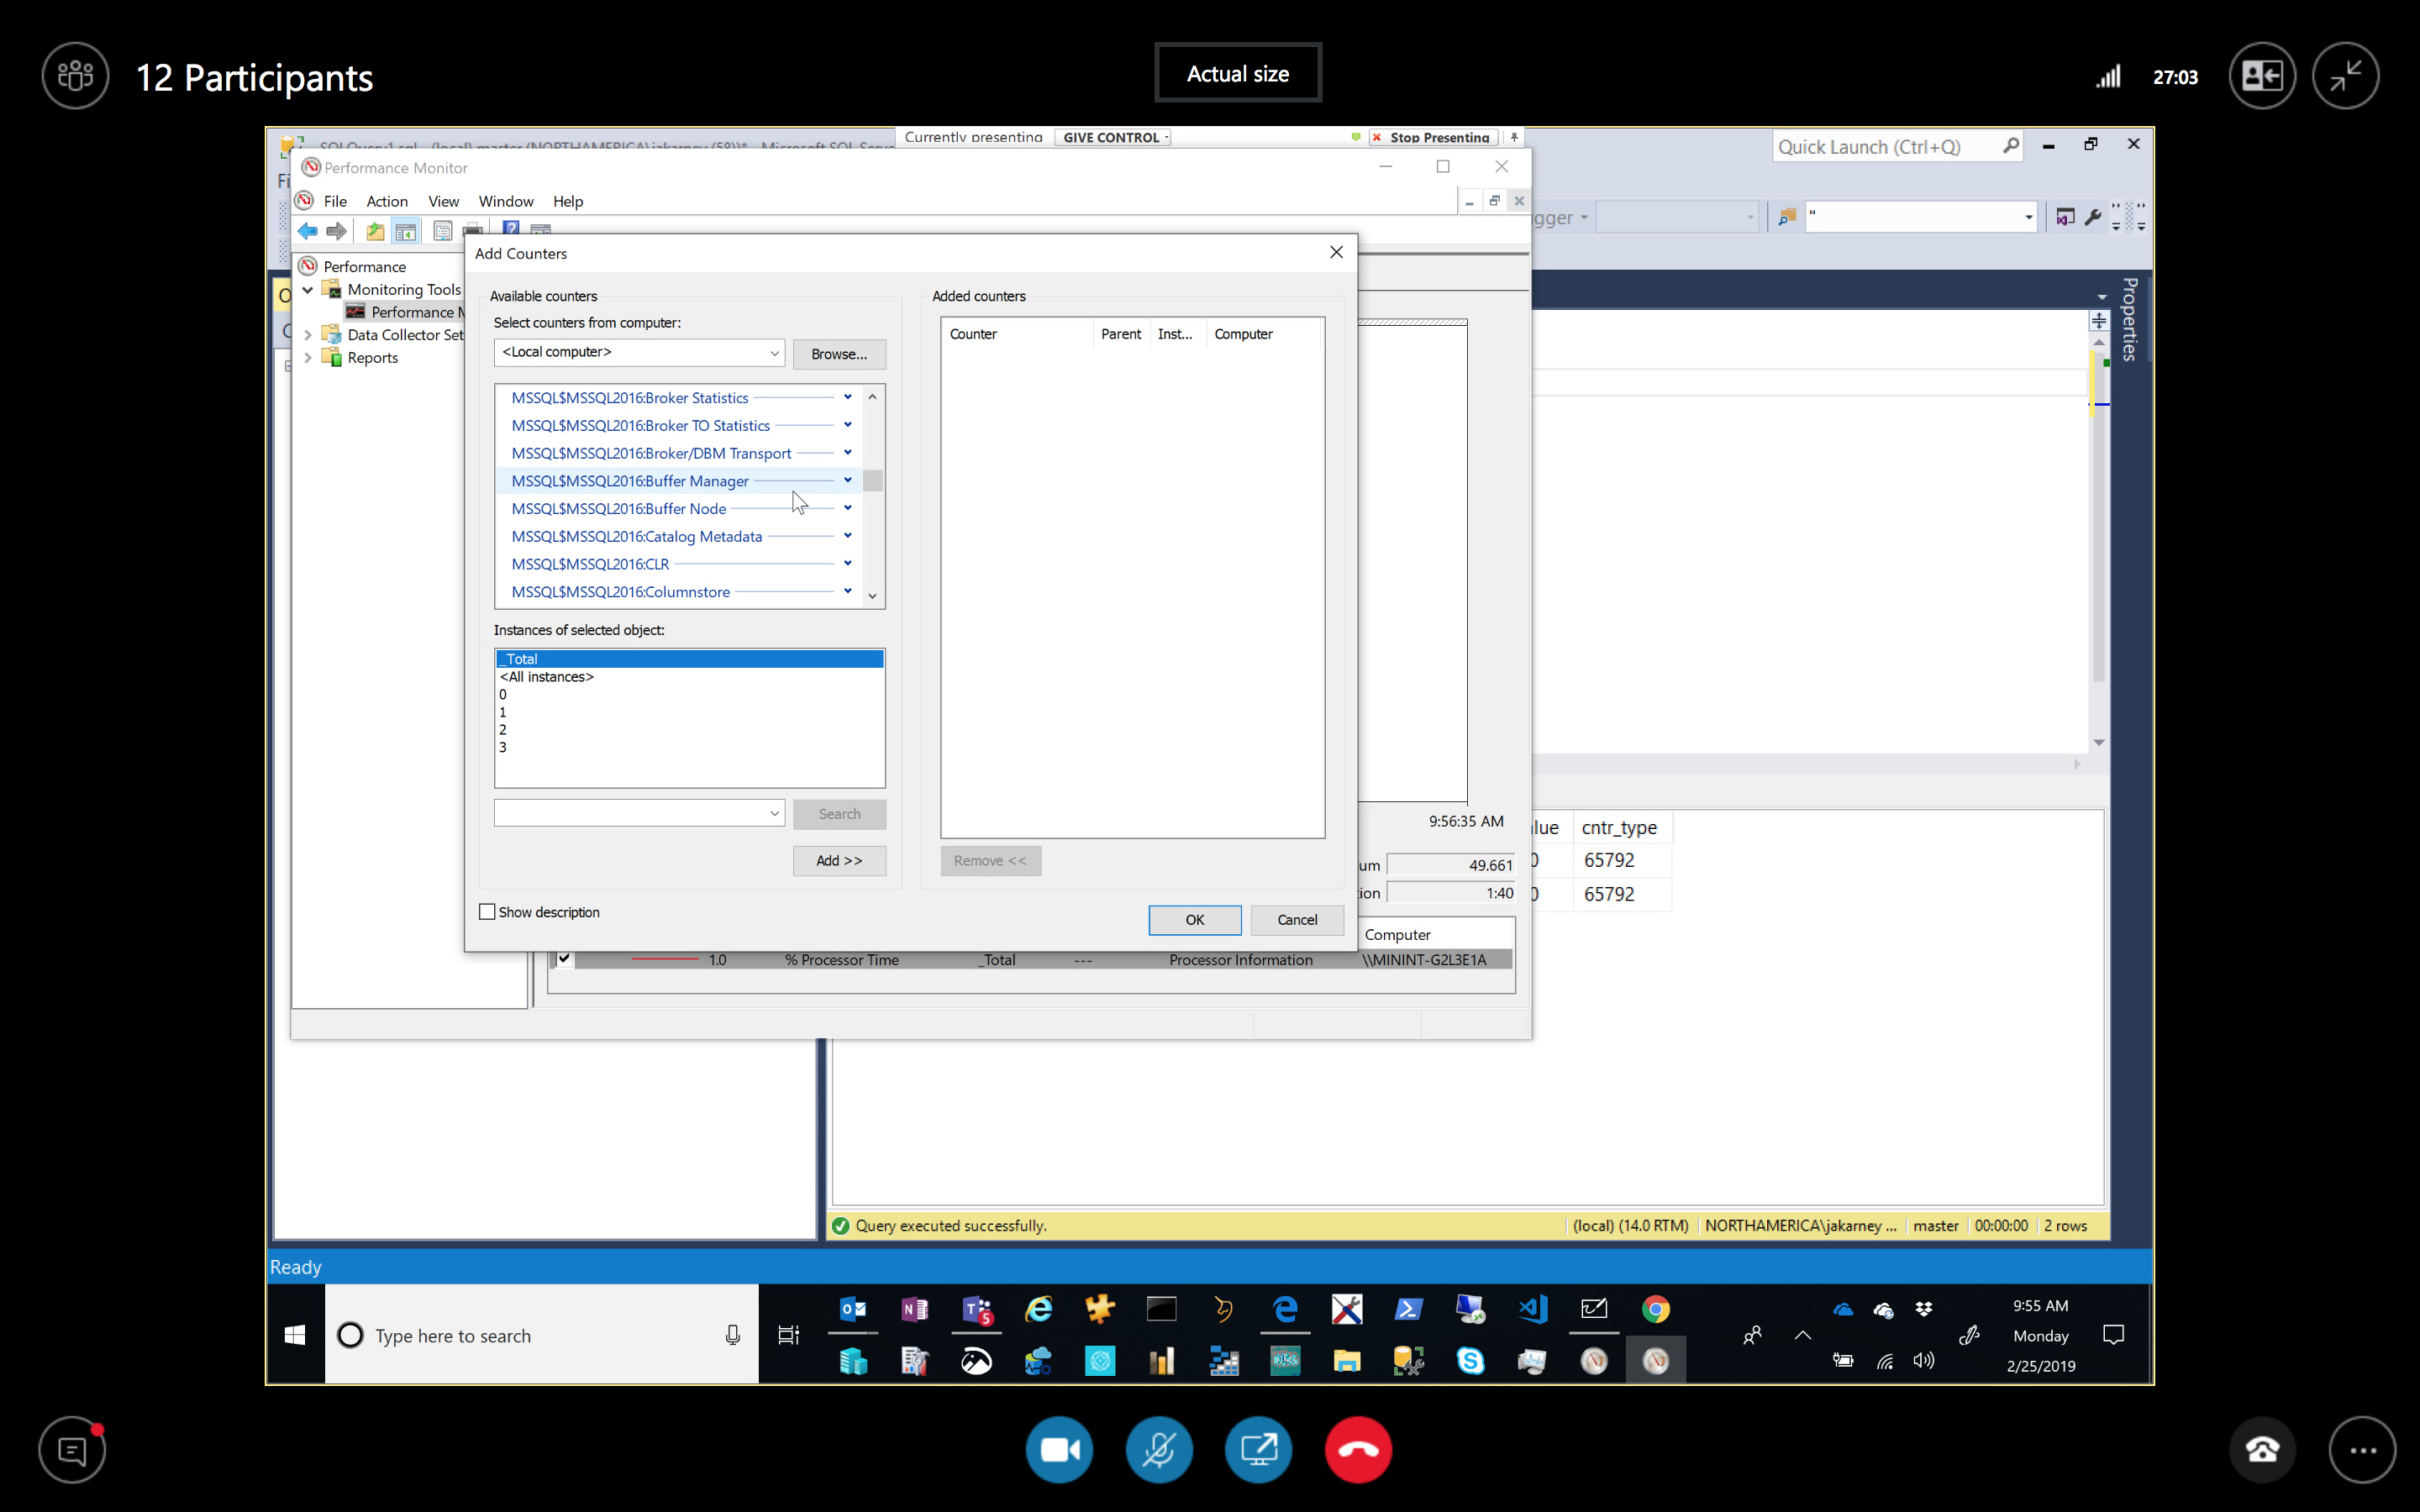 12 Participants
Actual size
27:03
Currently presenting
GIVE CONTROL
Stop Presenting
Quick Launch (Ctrl+Q)
Performance Monitor
File Action View Window Help
Add Counters
Performance
Monitoring Tools
Performance M
Data Collector Set
Reports
Available counters
Select counters from computer:
<Local computer>
Browse...
MSSQL$MSSQL2016:Broker Statistics
MSSQL$MSSQL2016:Broker TO Statistics
MSSQL$MSSQL2016:Broker/DBM Transport
MSSQL$MSSQL2016:Buffer Manager
MSSQL$MSSQL2016:Buffer Node
MSSQL$MSSQL2016:Catalog Metadata
MSSQL$MSSQL2016:CLR
MSSQL$MSSQL2016:Columnstore
Instances of selected object:
_Total
<All instances>
0
1
2
3
Search
Add >>
Show description
Added counters
Counter Parent Inst... Computer
Remove <<
OK
Cancel
gger
Properties
9:56:35 AM
um 49.661
ion 1:40
Computer
1.0 % Processor Time _Total --- Processor Information \\MININT-G2L3E1A
lue cntr_type
0 65792
0 65792
Query executed successfully.
(local) (14.0 RTM) NORTHAMERICA\jakarney ... master 00:00:00 2 rows
Ready
Type here to search
9:55 AM
Monday
2/25/2019